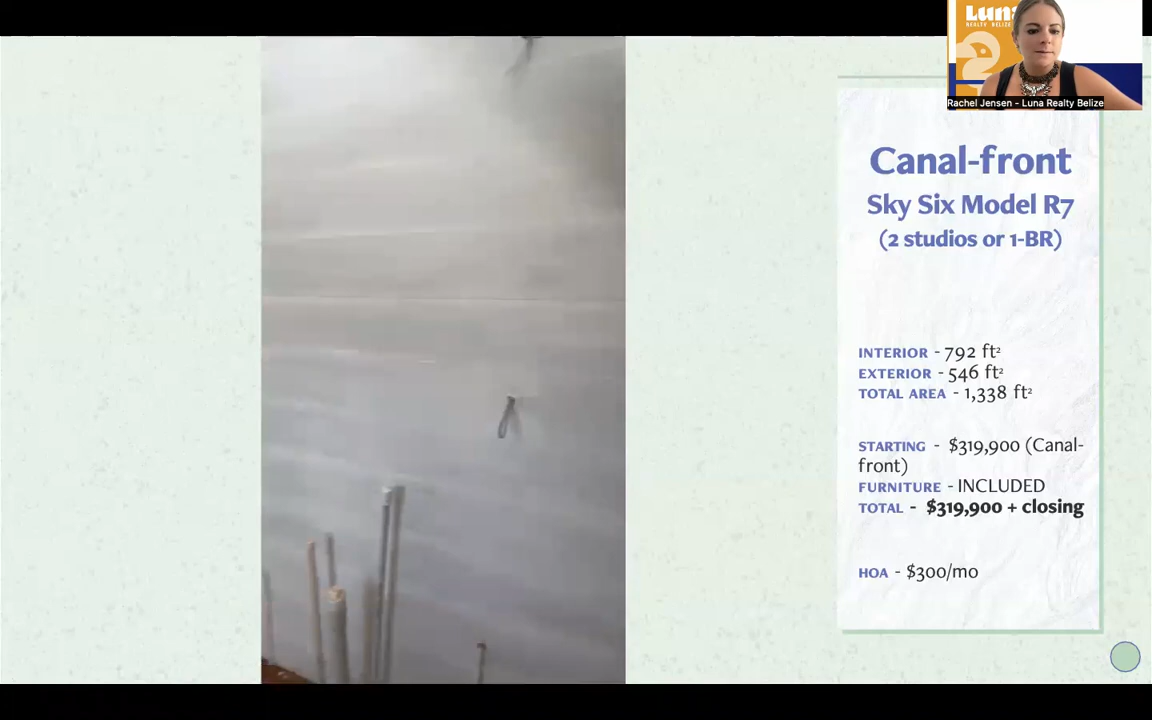 Luna
REALTY BELIZE
Rachel Jensen - Luna Realty Belize
Canal-front
Sky Six Model R7
(2 studios or 1-BR)
INTERIOR - 792 ft²
EXTERIOR - 546 ft²
TOTAL AREA - 1,338 ft²
STARTING - $319,900 (Canal-
front)
FURNITURE - INCLUDED
TOTAL - $319,900 + closing
HOA - $300/mo